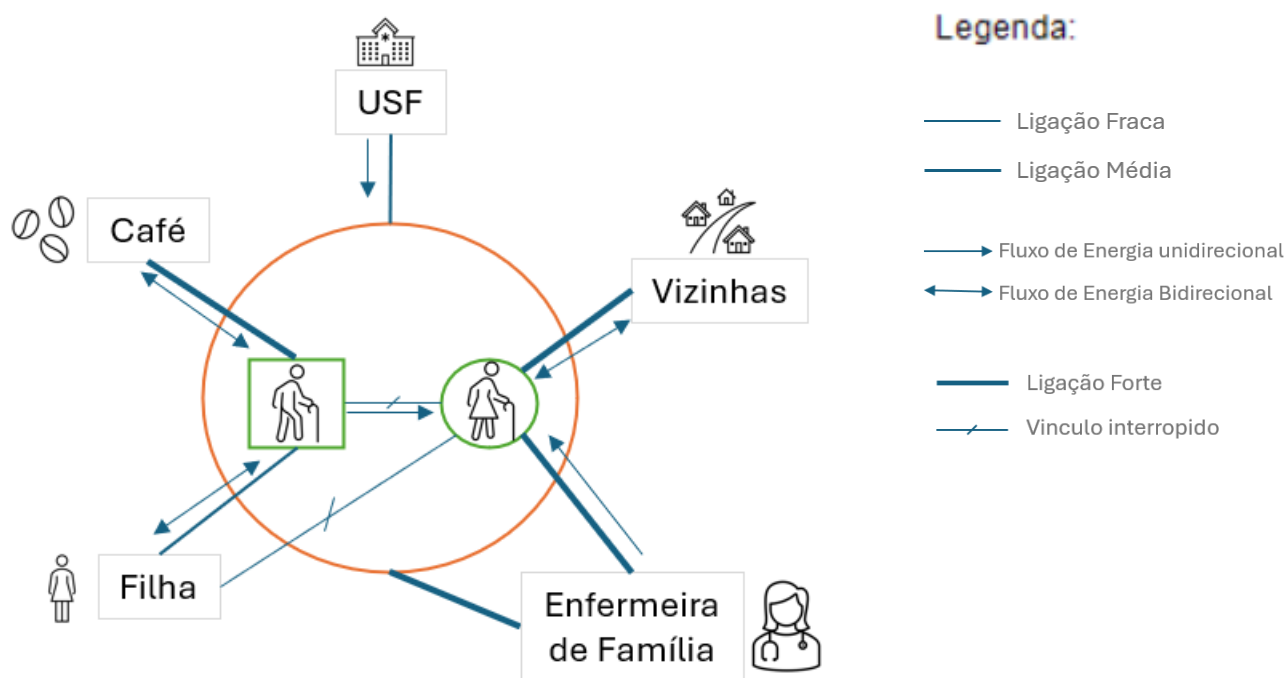 Legenda:
USF
Ligação Fraca
Ligação Média
Café
Fluxo de Energia unidirecional
Vizinhas
Fluxo de Energia Bidirecional
Ligação Forte
Vinculo interropido
Filha
Enfermeira
de Família